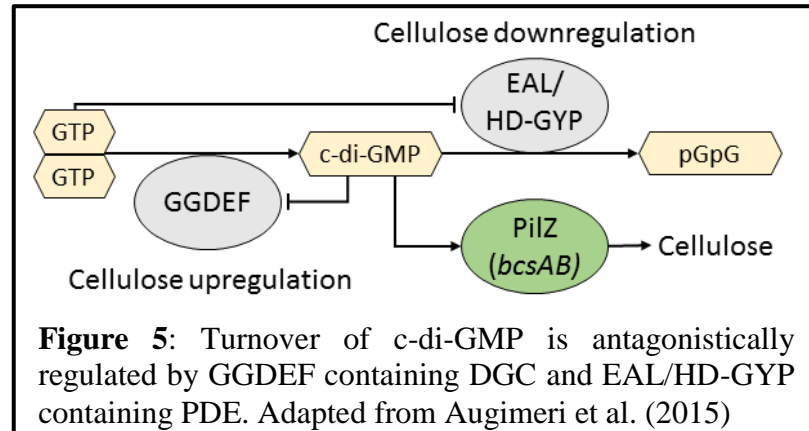 Cellulose downregulation
EAL/
HD-GYP
GTP
GTP
c-di-GMP
pGpG
GGDEF
PilZ
(bcsAB)
Cellulose
Cellulose upregulation
Figure 5: Turnover of c-di-GMP is antagonistically
regulated by GGDEF containing DGC and EAL/HD-GYP
containing PDE. Adapted from Augimeri et al. (2015)